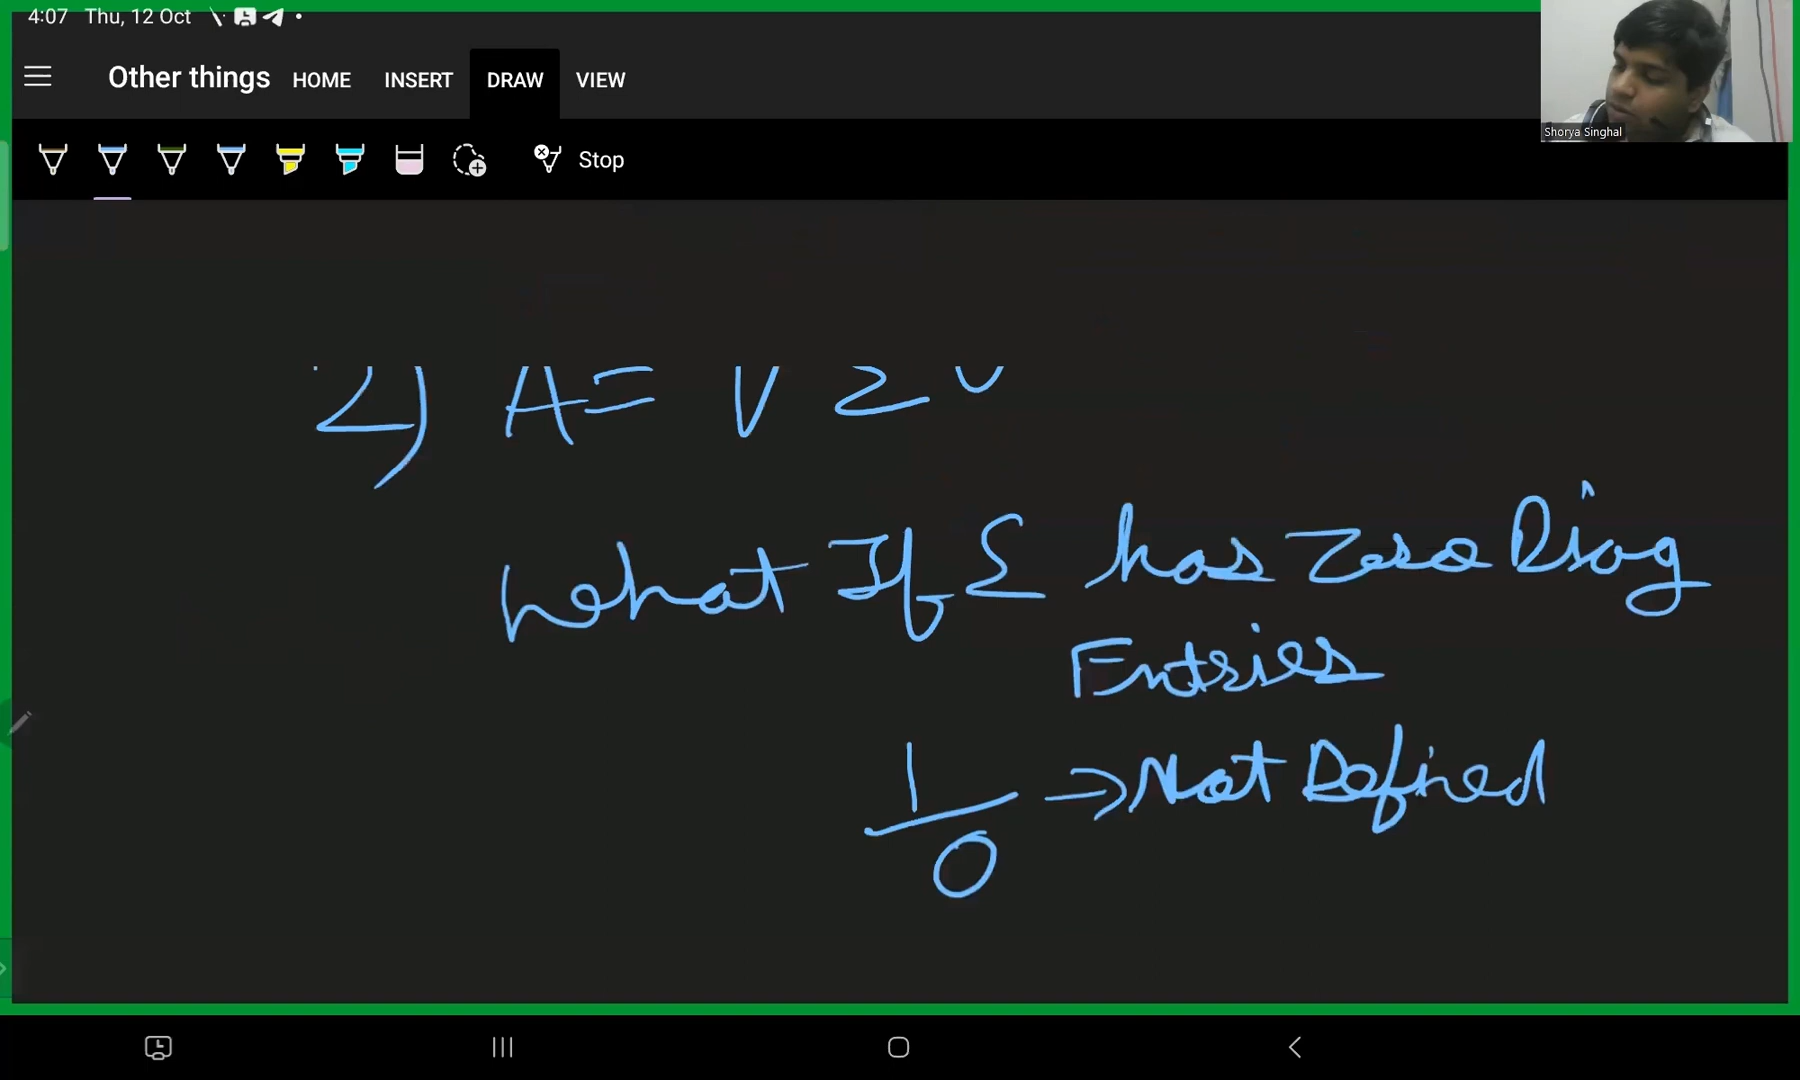 4:07 Thu, 12 Oct
Other things HOME INSERT DRAW VIEW
Shorya Singhal
Stop
2) A = V Σ
What If Σ has Zero Diag
Entries
1/0 → Not Defined